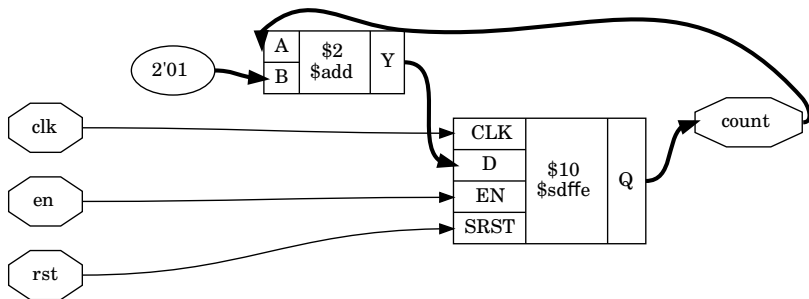 A
B
$2
$add
Y
2'01
clk
en
rst
CLK
D
EN
SRST
$10
$sdffe
Q
count